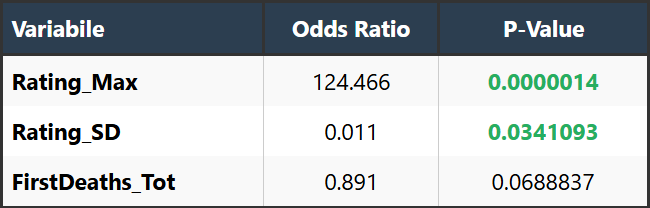 Variabile Odds Ratio P-Value
Rating_Max 124.466 0.0000014
Rating_SD 0.011 0.0341093
FirstDeaths_Tot 0.891 0.0688837